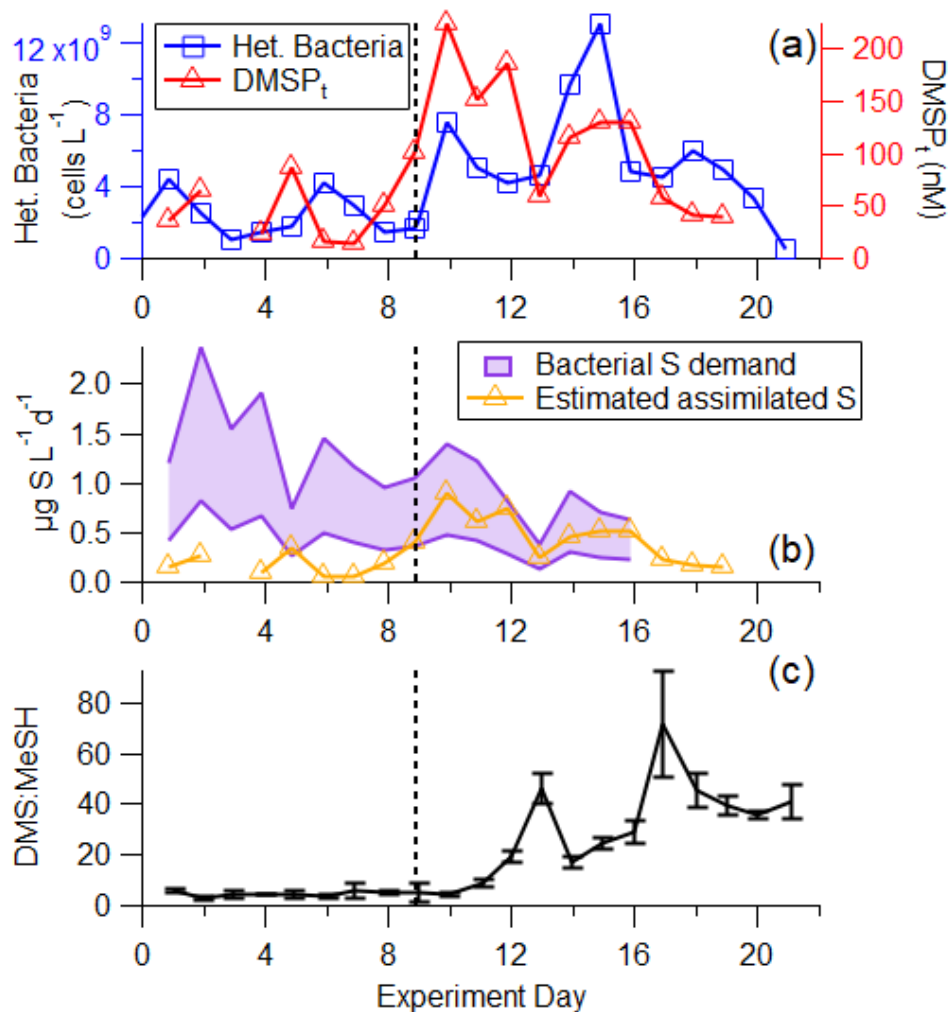 12 x10⁹
8
4
0
Het. Bacteria
(cells L⁻¹)
Het. Bacteria
DMSPₜ
(a)
200
150
100
50
0
DMSPₜ (nM)
0 4 8 12 16 20
2.0
1.5
1.0
0.5
0.0
µg S L⁻¹ d⁻¹
Bacterial S demand
Estimated assimilated S
(b)
0 4 8 12 16 20
80
60
40
20
0
DMS:MeSH
(c)
0 4 8 12 16 20
Experiment Day